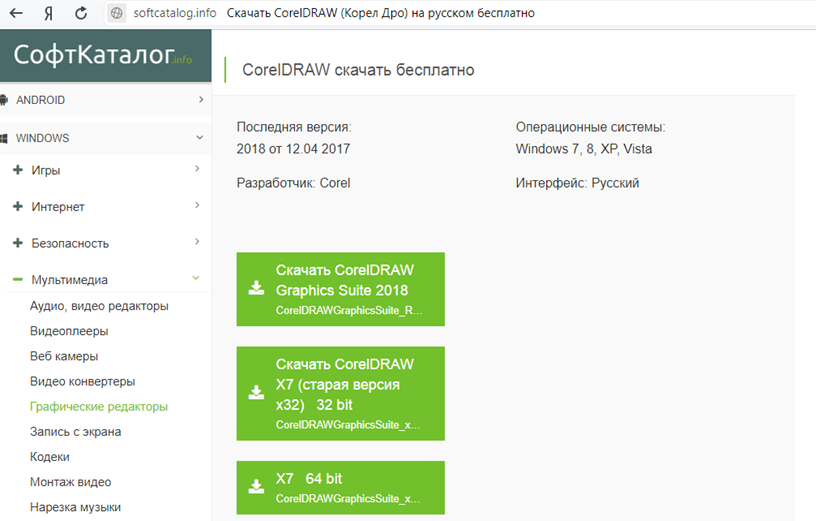 softcatalog.info Скачать CorelDRAW (Корел Дро) на русском бесплатно
СофтКаталог.info
ANDROID
WINDOWS
Игры
Интернет
Безопасность
Мультимедиа
Аудио, видео редакторы
Видеоплееры
Веб камеры
Видео конвертеры
Графические редакторы
Запись с экрана
Кодеки
Монтаж видео
Нарезка музыки
CorelDRAW скачать бесплатно
Последняя версия:
2018 от 12.04 2017
Разработчик: Corel
Операционные системы:
Windows 7, 8, XP, Vista
Интерфейс: Русский
Скачать CorelDRAW
Graphics Suite 2018
CorelDRAWGraphicsSuite_R...
Скачать CorelDRAW
X7 (старая версия
x32) 32 bit
CorelDRAWGraphicsSuite_x...
X7 64 bit
CorelDRAWGraphicsSuite_x...